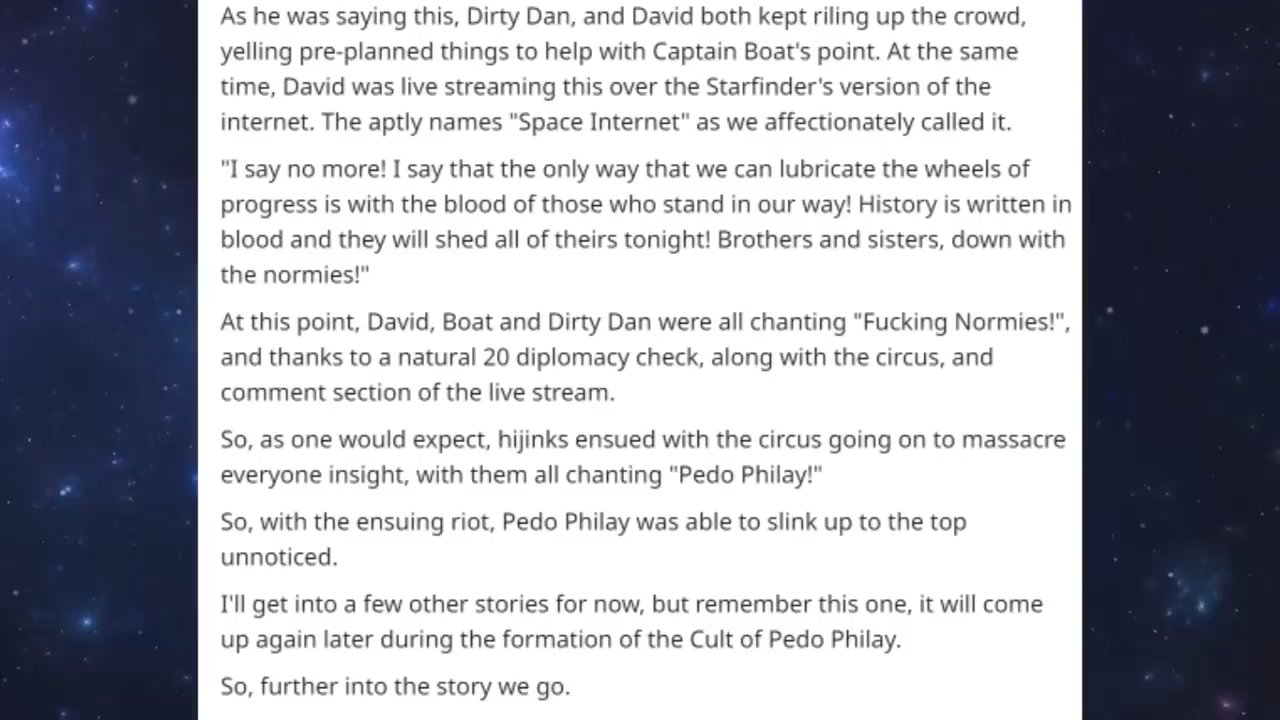 As he was saying this, Dirty Dan, and David both kept riling up the crowd,
yelling pre-planned things to help with Captain Boat's point. At the same
time, David was live streaming this over the Starfinder's version of the
internet. The aptly names "Space Internet" as we affectionately called it.
"I say no more! I say that the only way that we can lubricate the wheels of
progress is with the blood of those who stand in our way! History is written in
blood and they will shed all of theirs tonight! Brothers and sisters, down with
the normies!"
At this point, David, Boat and Dirty Dan were all chanting "Fucking Normies!",
and thanks to a natural 20 diplomacy check, along with the circus, and
comment section of the live stream.
So, as one would expect, hijinks ensued with the circus going on to massacre
everyone insight, with them all chanting "Pedo Philay!"
So, with the ensuing riot, Pedo Philay was able to slink up to the top
unnoticed.
I'll get into a few other stories for now, but remember this one, it will come
up again later during the formation of the Cult of Pedo Philay.
So, further into the story we go.